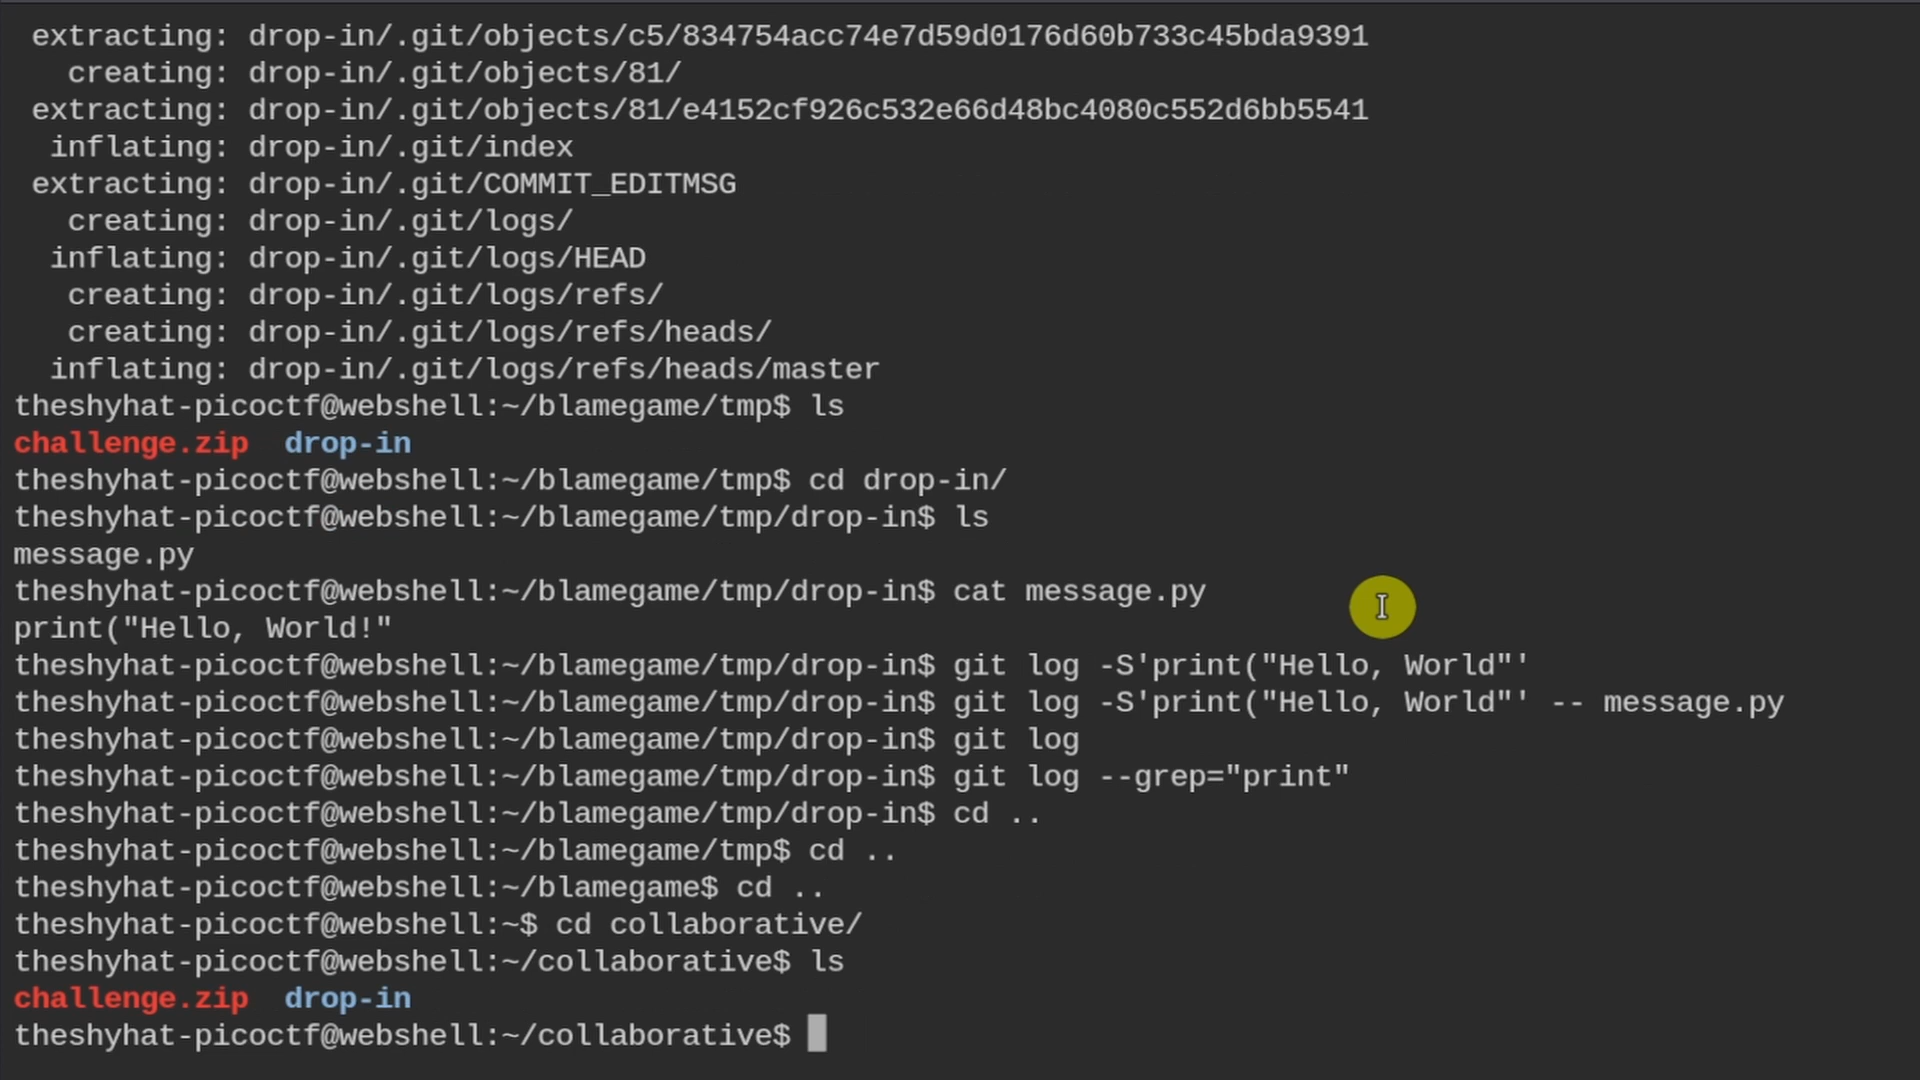 extracting: drop-in/.git/objects/c5/834754acc74e7d59d0176d60b733c45bda9391
creating: drop-in/.git/objects/81/
extracting: drop-in/.git/objects/81/e4152cf926c532e66d48bc4080c552d6bb5541
inflating: drop-in/.git/index
extracting: drop-in/.git/COMMIT_EDITMSG
creating: drop-in/.git/logs/
inflating: drop-in/.git/logs/HEAD
creating: drop-in/.git/logs/refs/
creating: drop-in/.git/logs/refs/heads/
inflating: drop-in/.git/logs/refs/heads/master
theshyhat-picoctf@webshell:~/blamegame/tmp$ ls
challenge.zip  drop-in
theshyhat-picoctf@webshell:~/blamegame/tmp$ cd drop-in/
theshyhat-picoctf@webshell:~/blamegame/tmp/drop-in$ ls
message.py
theshyhat-picoctf@webshell:~/blamegame/tmp/drop-in$ cat message.py
print("Hello, World!"
theshyhat-picoctf@webshell:~/blamegame/tmp/drop-in$ git log -S'print("Hello, World"'
theshyhat-picoctf@webshell:~/blamegame/tmp/drop-in$ git log -S'print("Hello, World"' -- message.py
theshyhat-picoctf@webshell:~/blamegame/tmp/drop-in$ git log
theshyhat-picoctf@webshell:~/blamegame/tmp/drop-in$ git log --grep="print"
theshyhat-picoctf@webshell:~/blamegame/tmp/drop-in$ cd ..
theshyhat-picoctf@webshell:~/blamegame/tmp$ cd ..
theshyhat-picoctf@webshell:~/blamegame$ cd ..
theshyhat-picoctf@webshell:~$ cd collaborative/
theshyhat-picoctf@webshell:~/collaborative$ ls
challenge.zip  drop-in
theshyhat-picoctf@webshell:~/collaborative$